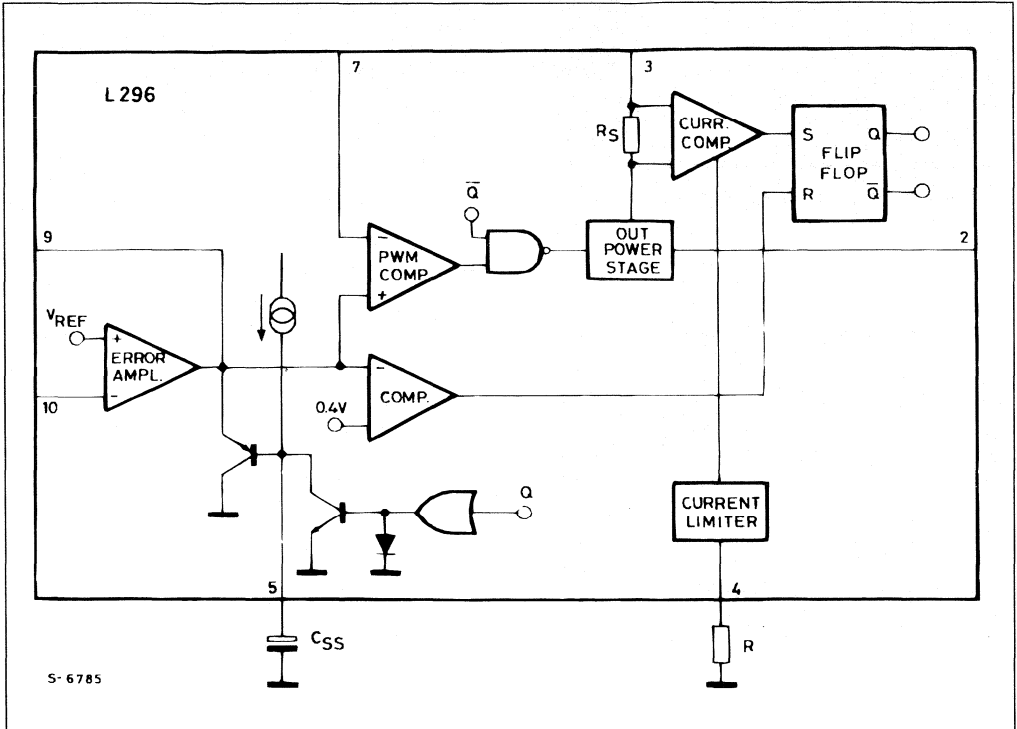 7
3
L296
RS
CURR.
COMP.
S
Q
FLIP
FLOP
R
Q̅
Q̅
9
PWM
COMP
OUT
POWER
STAGE
2
VREF
ERROR
AMPL.
+
-
-
+
10
-
COMP.
0.4V
Q
CURRENT
LIMITER
5
4
CSS
R
S-6785